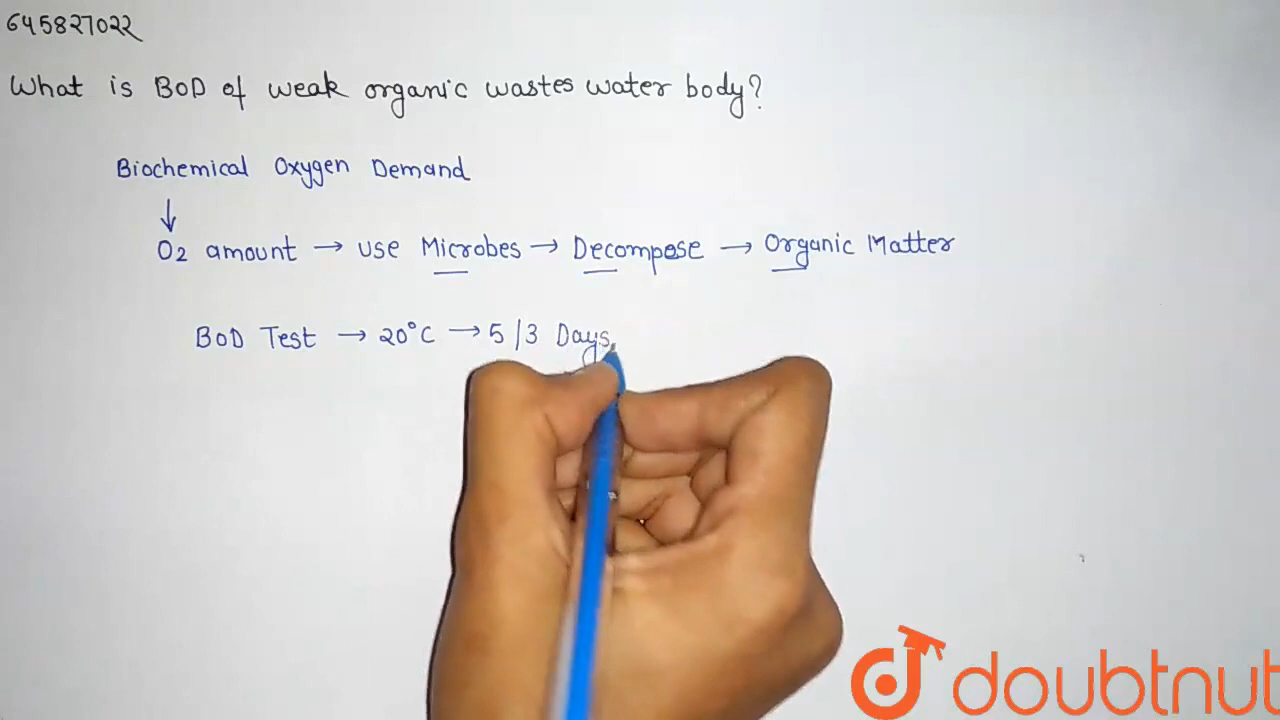 645827022
What is BOD of weak organic wastes water body?
Biochemical Oxygen Demand
↓
O2 amount → use Microbes → Decompose → Organic Matter
BOD Test → 20°C → 5/3 Days
doubtnut